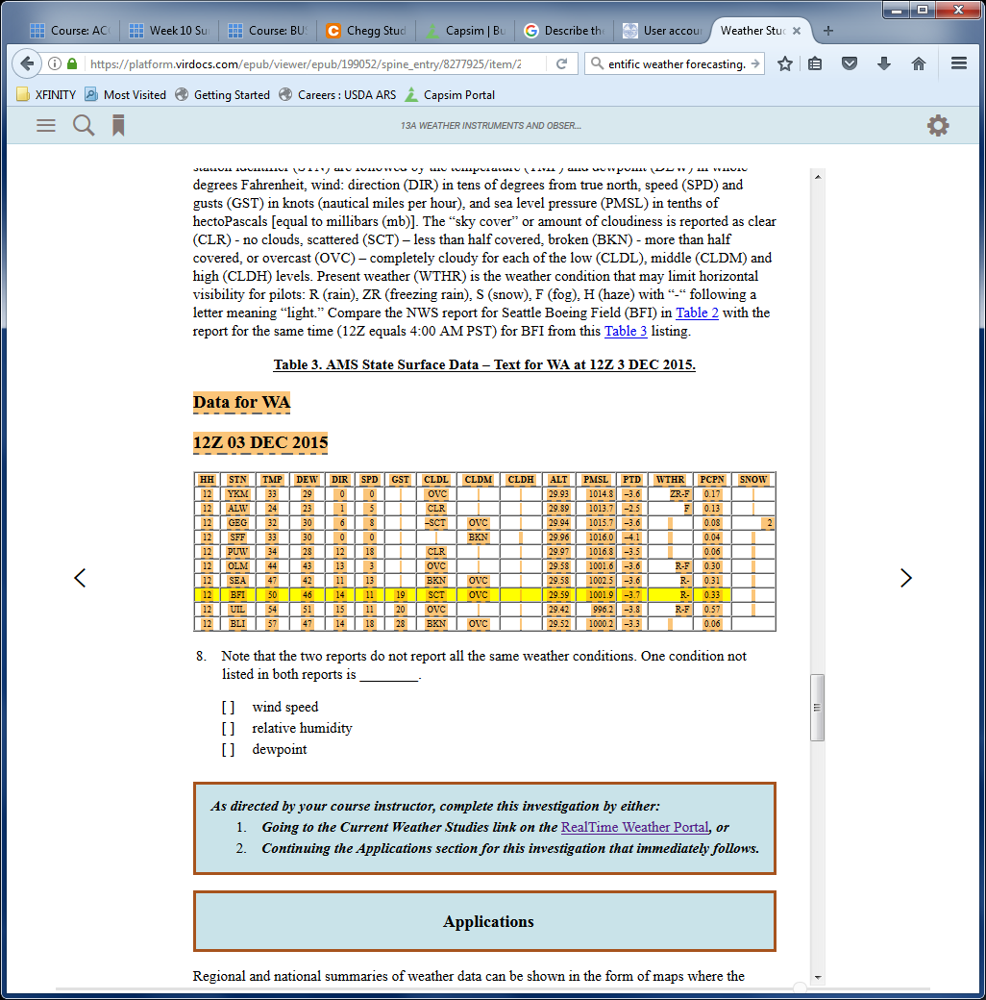 Course: AC
Week 10 Su
Course: BU
Chegg Stud
Capsim | Bu
Describe th
User accou
Weather Stu
https://platform.virdocs.com/epub/viewer/epub/199052/spine_entry/8277925/item/2
entific weather forecasting.
XFINITY Most Visited Getting Started Careers : USDA ARS Capsim Portal
13A WEATHER INSTRUMENTS AND OBSER...
station identifier (STN) are followed by the temperature (TMP) and dewpoint (DEW) in whole
degrees Fahrenheit, wind: direction (DIR) in tens of degrees from true north, speed (SPD) and
gusts (GST) in knots (nautical miles per hour), and sea level pressure (PMSL) in tenths of
hectoPascals [equal to millibars (mb)]. The “sky cover” or amount of cloudiness is reported as clear
(CLR) - no clouds, scattered (SCT) – less than half covered, broken (BKN) - more than half
covered, or overcast (OVC) – completely cloudy for each of the low (CLDL), middle (CLDM) and
high (CLDH) levels. Present weather (WTHR) is the weather condition that may limit horizontal
visibility for pilots: R (rain), ZR (freezing rain), S (snow), F (fog), H (haze) with “-“ following a
letter meaning “light.” Compare the NWS report for Seattle Boeing Field (BFI) in Table 2 with the
report for the same time (12Z equals 4:00 AM PST) for BFI from this Table 3 listing.
Table 3. AMS State Surface Data – Text for WA at 12Z 3 DEC 2015.
Data for WA
12Z 03 DEC 2015
HH STN TMP DEW DIR SPD GST CLDL CLDM CLDH ALT PMSL PTD WTHR PCPN SNOW
12 YKM 33 29 0 0 OVC 29.93 1014.8 –3.6 ZR-F 0.17
12 ALW 24 23 1 5 CLR 29.89 1013.7 –2.5 F 0.13
12 GEG 32 30 6 8 –SCT OVC 29.94 1015.7 –3.6 0.08 2
12 SFF 33 30 0 0 BKN 29.96 1016.0 –4.1 0.04
12 PUW 34 28 12 18 CLR 29.97 1016.8 –3.5 0.06
12 OLM 44 43 13 3 OVC 29.58 1001.6 –3.6 R-F 0.30
12 SEA 47 42 11 13 BKN OVC 29.58 1002.5 –3.6 R- 0.31
12 BFI 50 46 14 11 19 SCT OVC 29.59 1001.9 –3.7 R- 0.33
12 UIL 54 51 15 11 20 OVC 29.42 996.2 –3.8 R-F 0.57
12 BLI 57 47 14 18 28 BKN OVC 29.52 1000.2 –3.3 0.06
8. Note that the two reports do not report all the same weather conditions. One condition not
listed in both reports is ________.
[ ] wind speed
[ ] relative humidity
[ ] dewpoint
As directed by your course instructor, complete this investigation by either:
1. Going to the Current Weather Studies link on the RealTime Weather Portal, or
2. Continuing the Applications section for this investigation that immediately follows.
Applications
Regional and national summaries of weather data can be shown in the form of maps where the